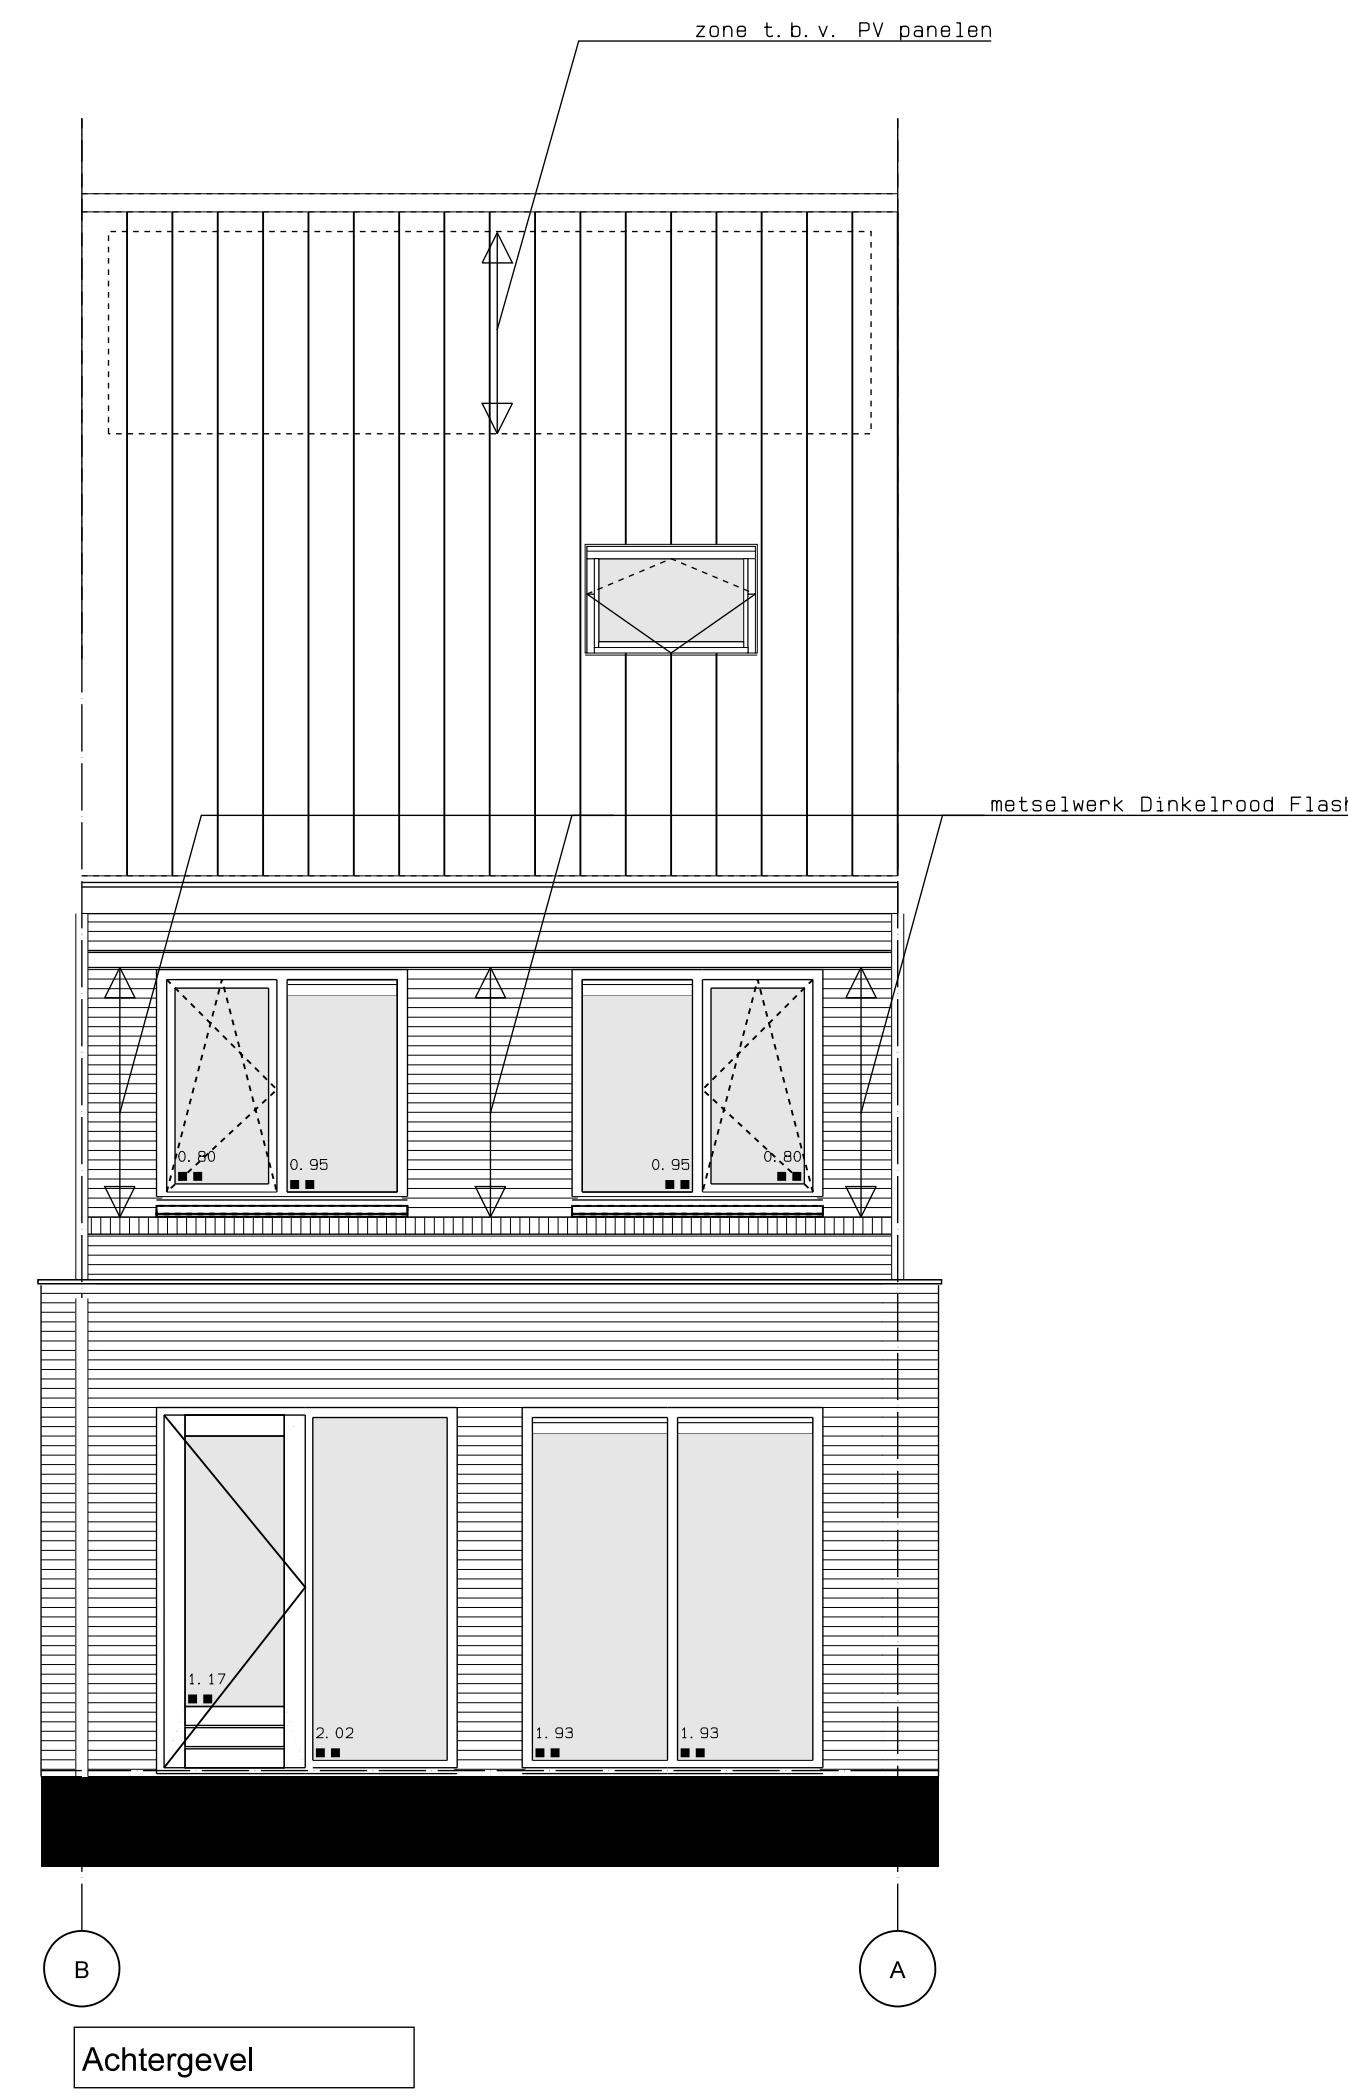 zone t.b.v. PV panelen
metselwerk Dinkelrood Flash
0.80
0.95
0.95
0.80
1.17
2.02
1.93
1.93
B
A
Achtergevel